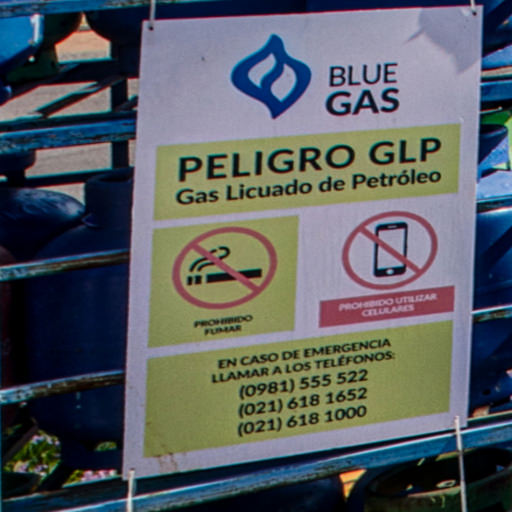 BLUE
GAS
PELIGRO GLP
Gas Licuado de Petróleo
PROHIBIDO
FUMAR
PROHIBIDO UTILIZAR
CELULARES
EN CASO DE EMERGENCIA
LLAMAR A LOS TELÉFONOS:
(0981) 555 522
(021) 618 1652
(021) 618 1000